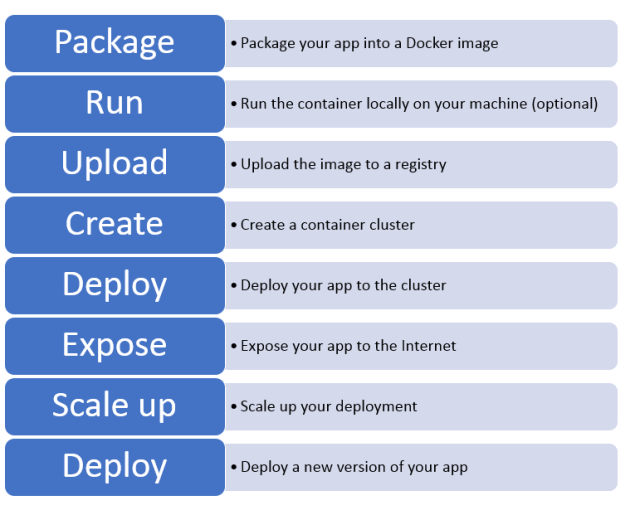 Package
• Package your app into a Docker image
Run
• Run the container locally on your machine (optional)
Upload
• Upload the image to a registry
Create
• Create a container cluster
Deploy
• Deploy your app to the cluster
Expose
• Expose your app to the Internet
Scale up
• Scale up your deployment
Deploy
• Deploy a new version of your app